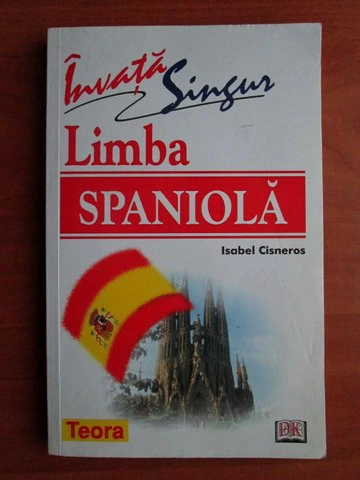 Învață
Singur
Limba
SPANIOLĂ
Isabel Cisneros
Teora
DK